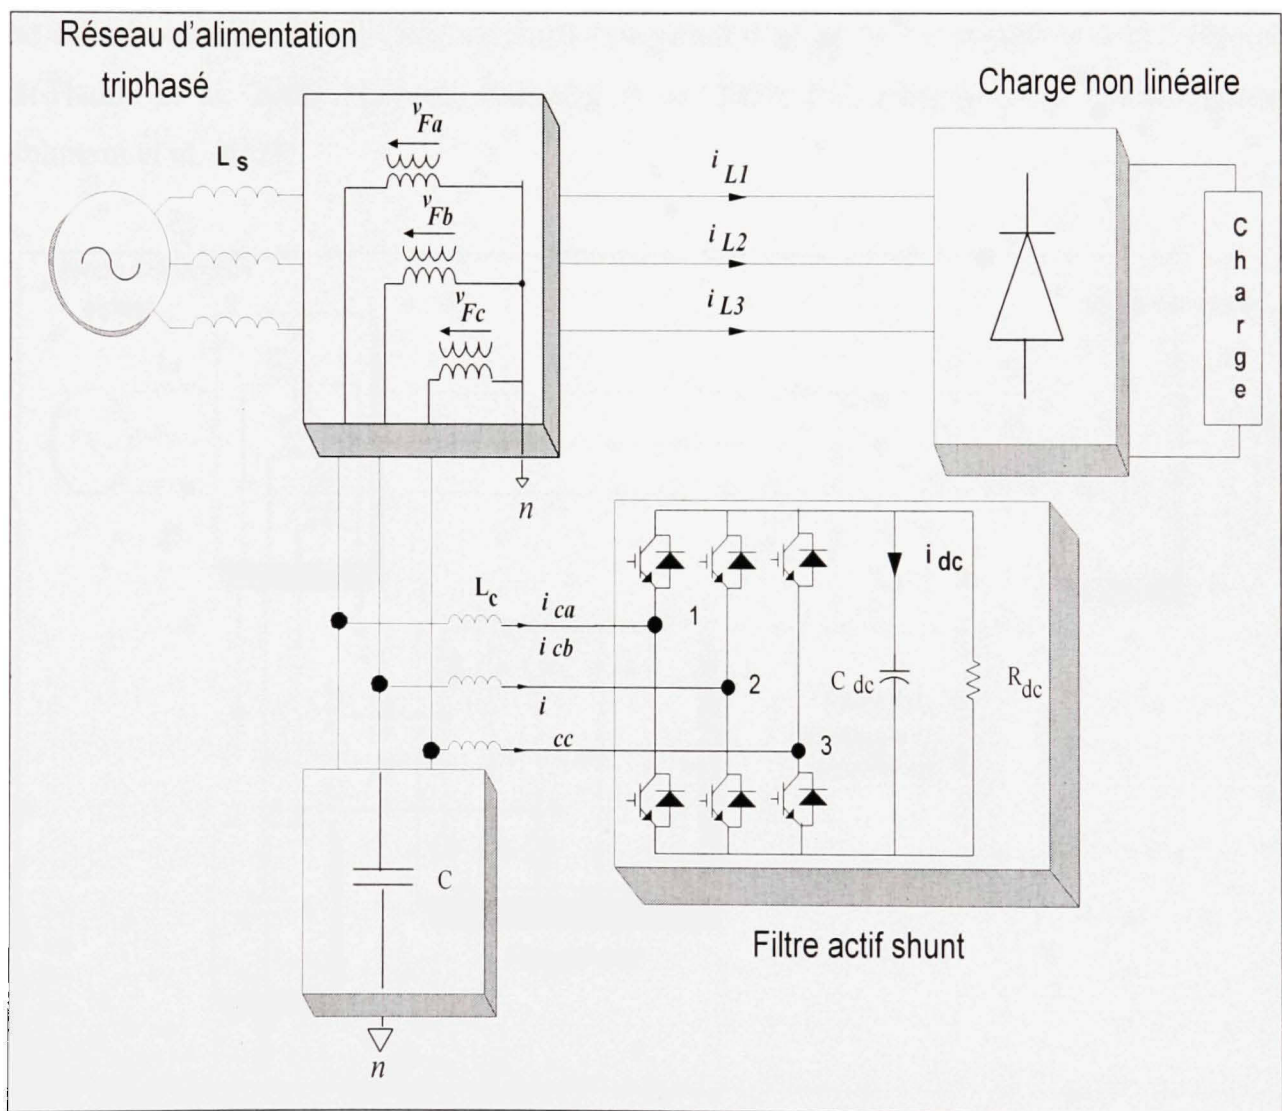 Réseau d'alimentation
triphasé
Charge non linéaire
L s
v Fa
v Fb
v Fc
i L1
i L2
i L3
C
h
a
r
g
e
n
L c
i ca
i cb
i
cc
1
2
3
i dc
C dc
R dc
C
n
Filtre actif shunt